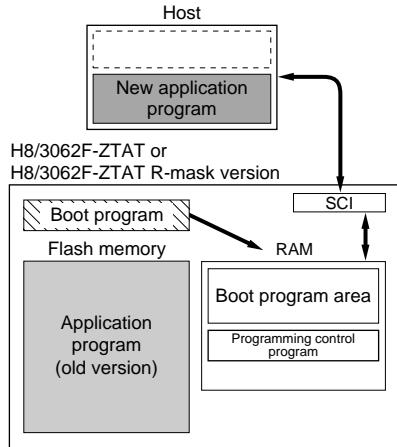 Host
New application
program
H8/3062F-ZTAT or
H8/3062F-ZTAT R-mask version
SCI
Boot program
Flash memory
RAM
Boot program area
Application
program
(old version)
Programming control
program